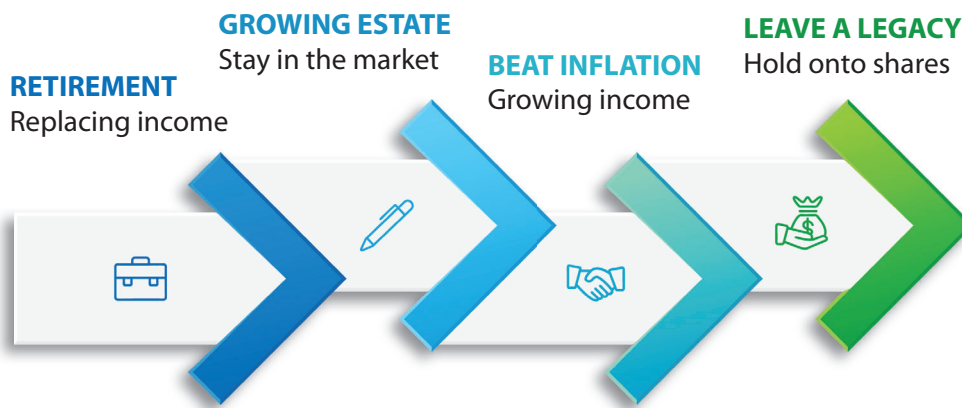 RETIREMENT
Replacing income
GROWING ESTATE
Stay in the market
BEAT INFLATION
Growing income
LEAVE A LEGACY
Hold onto shares
$